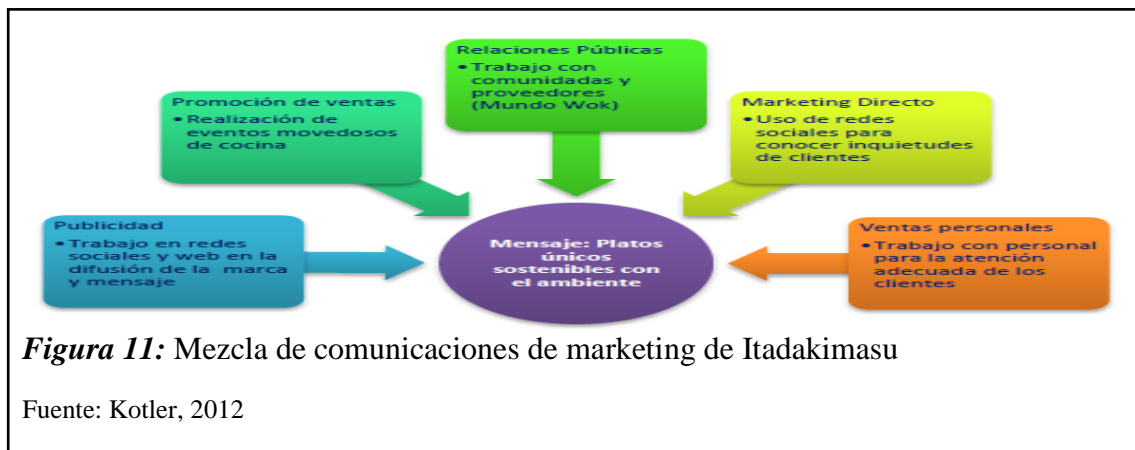 Relaciones Públicas
• Trabajo con
comunidadas y
proveedores
(Mundo Wok)
Promoción de ventas
• Realización de
eventos movedosos
de cocina
Marketing Directo
• Uso de redes
sociales para
conocer inquietudes
de clientes
Publicidad
• Trabajo en redes
sociales y web en la
difusión de la marca
y mensaje
Mensaje: Platos
únicos
sostenibles con
el ambiente
Ventas personales
• Trabajo con personal
para la atención
adecuada de los
clientes
Figura 11: Mezcla de comunicaciones de marketing de Itadakimasu
Fuente: Kotler, 2012